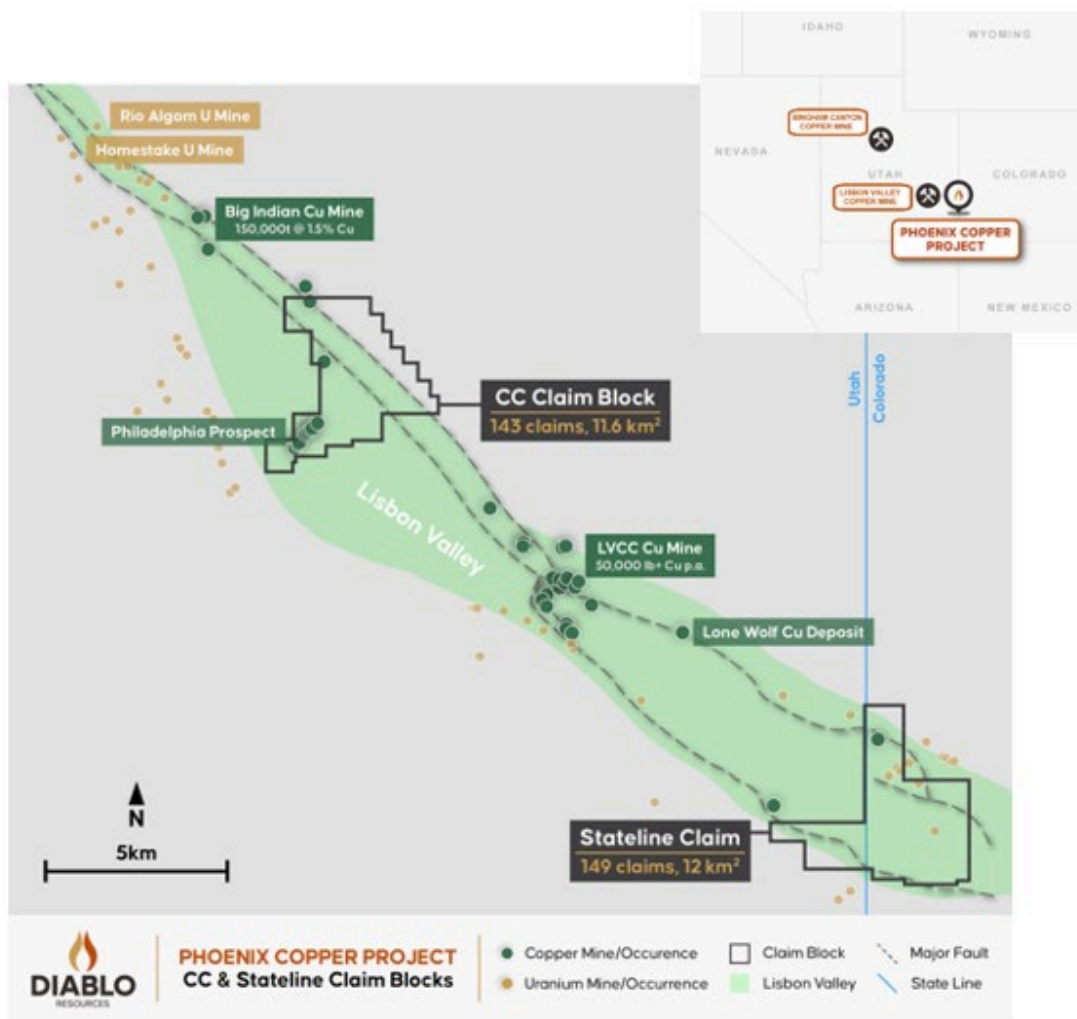 IDAHO
WYOMING
BINGHAM CANYON
COPPER MINE
NEVADA
UTAH
COLORADO
LISBON VALLEY
COPPER MINE
PHOENIX COPPER
PROJECT
ARIZONA
NEW MEXICO
Rio Algom U Mine
Homestake U Mine
Big Indian Cu Mine
150,000t @ 1.5% Cu
Utah
Colorado
CC Claim Block
143 claims, 11.6 km²
Philadelphia Prospect
Lisbon Valley
LVCC Cu Mine
50,000 lb+ Cu p.a.
Lone Wolf Cu Deposit
N
5km
Stateline Claim
149 claims, 12 km²
DIABLO
RESOURCES
PHOENIX COPPER PROJECT
CC & Stateline Claim Blocks
Copper Mine/Occurence
Claim Block
Major Fault
Uranium Mine/Occurrence
Lisbon Valley
State Line